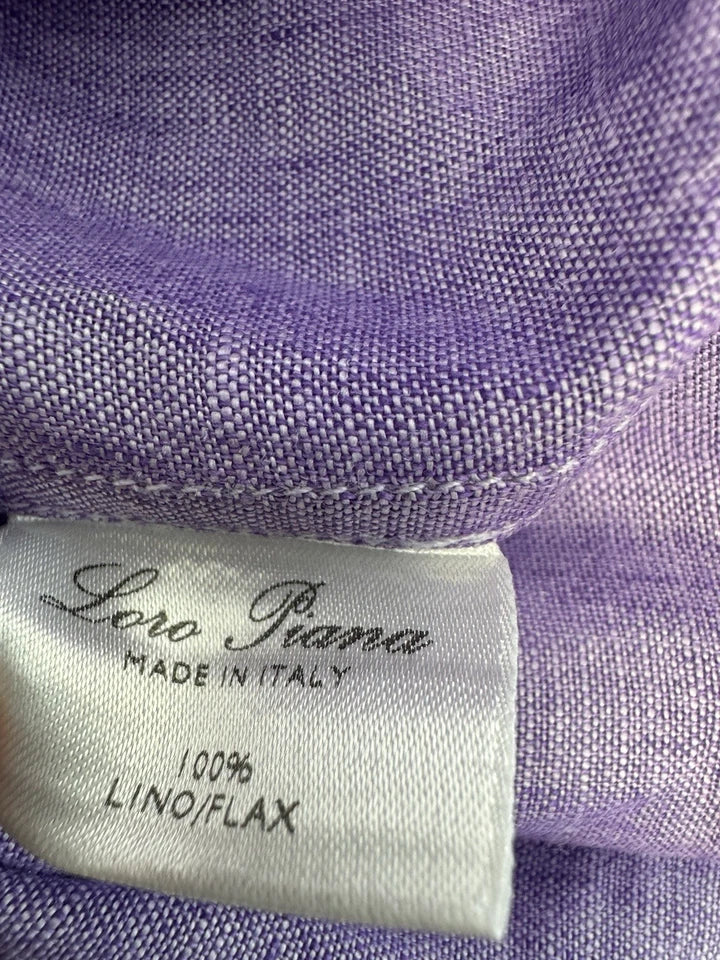 Loro Piana
MADE IN ITALY
100%
LINO/FLAX